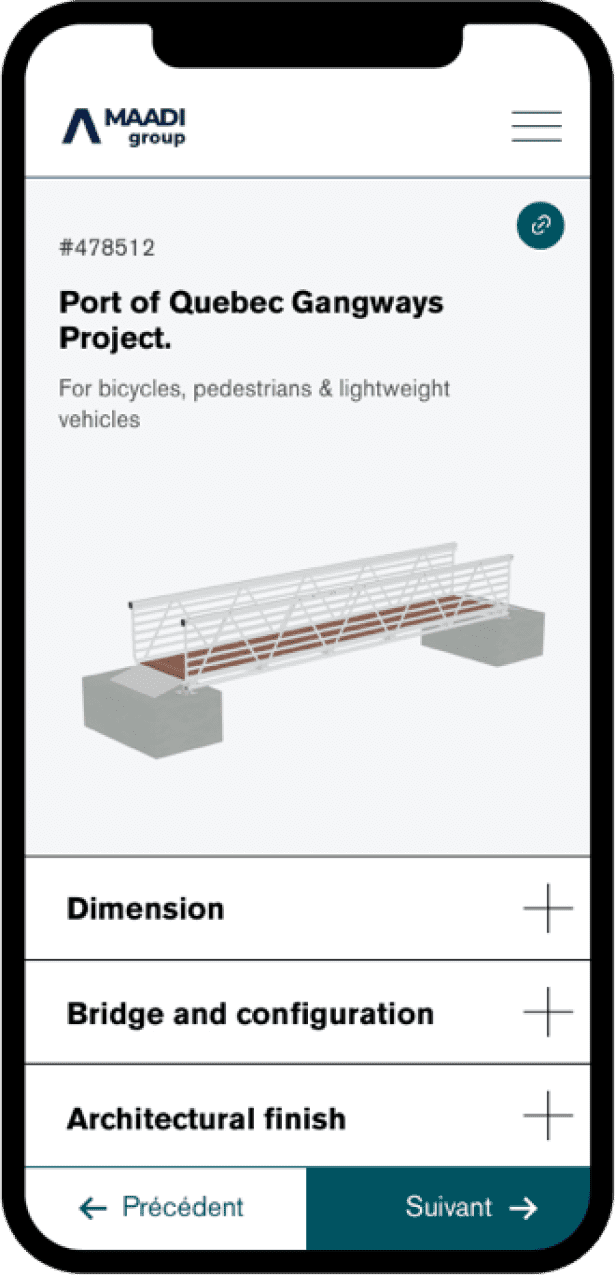 MAADI
group
#478512
Port of Quebec Gangways
Project.
For bicycles, pedestrians & lightweight
vehicles
Dimension
Bridge and configuration
Architectural finish
Précédent
Suivant